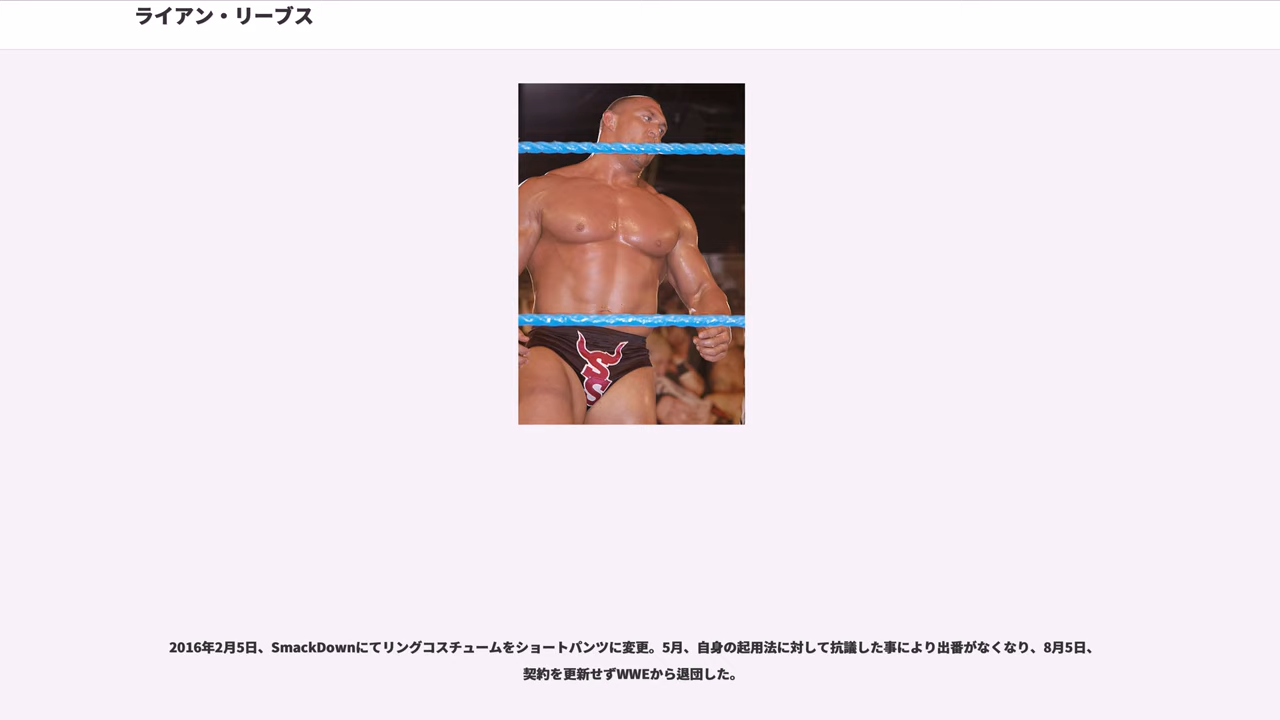 ライアン・リーブス
SS
2016年2月5日、SmackDownにてリングコスチュームをショートパンツに変更。5月、自身の起用法に対して抗議した事により出番がなくなり、8月5日、
契約を更新せずWWEから退団した。